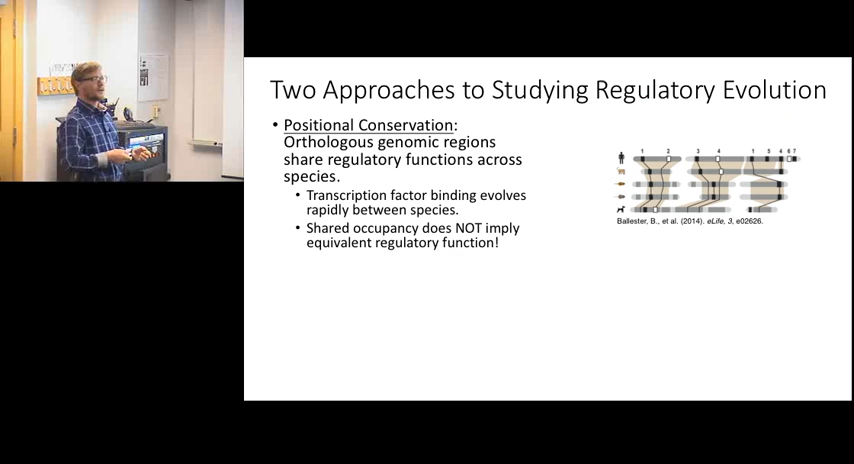 Two Approaches to Studying Regulatory Evolution
• Positional Conservation:
Orthologous genomic regions
share regulatory functions across
species.
• Transcription factor binding evolves
rapidly between species.
• Shared occupancy does NOT imply
equivalent regulatory function!
1 2 3 4 1 5 4 6 7
Ballester, B., et al. (2014). eLife, 3, e02626.